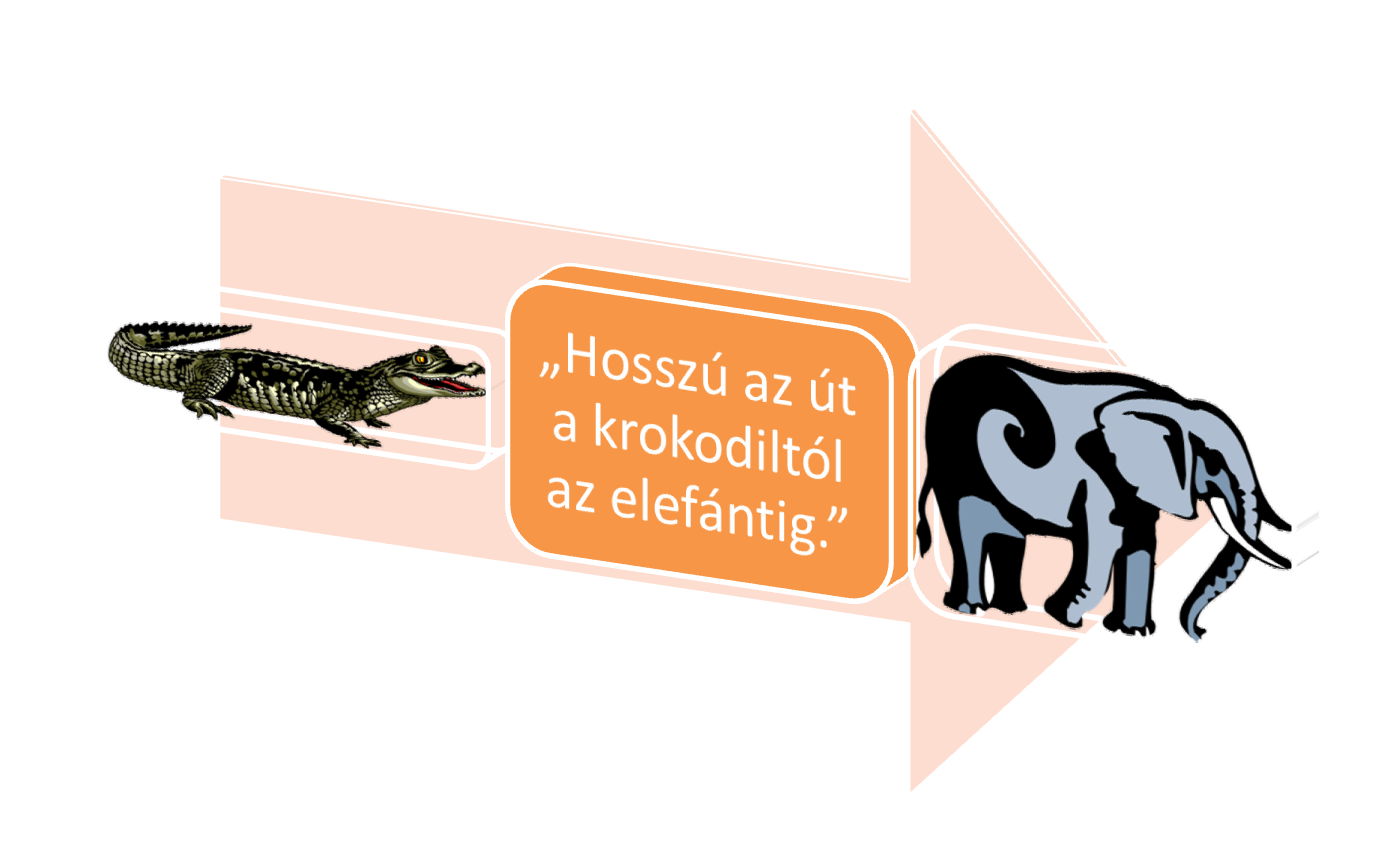 „Hosszú az út
a krokodiltól
az elefántig.”